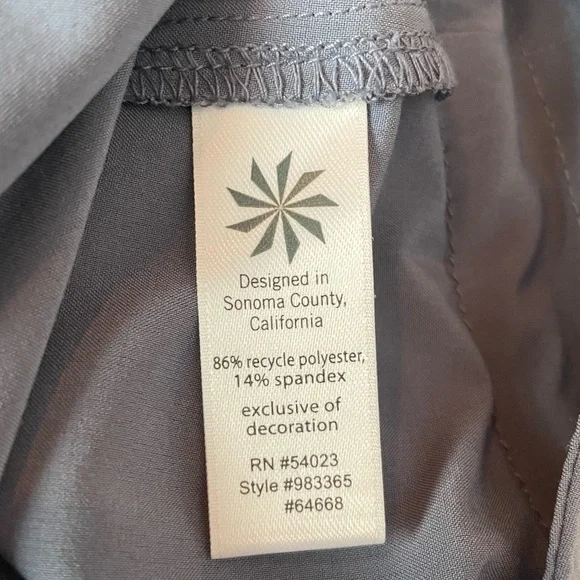 Designed in
Sonoma County,
California
86% recycle polyester,
14% spandex
exclusive of
decoration
RN #54023
Style #983365
#64668